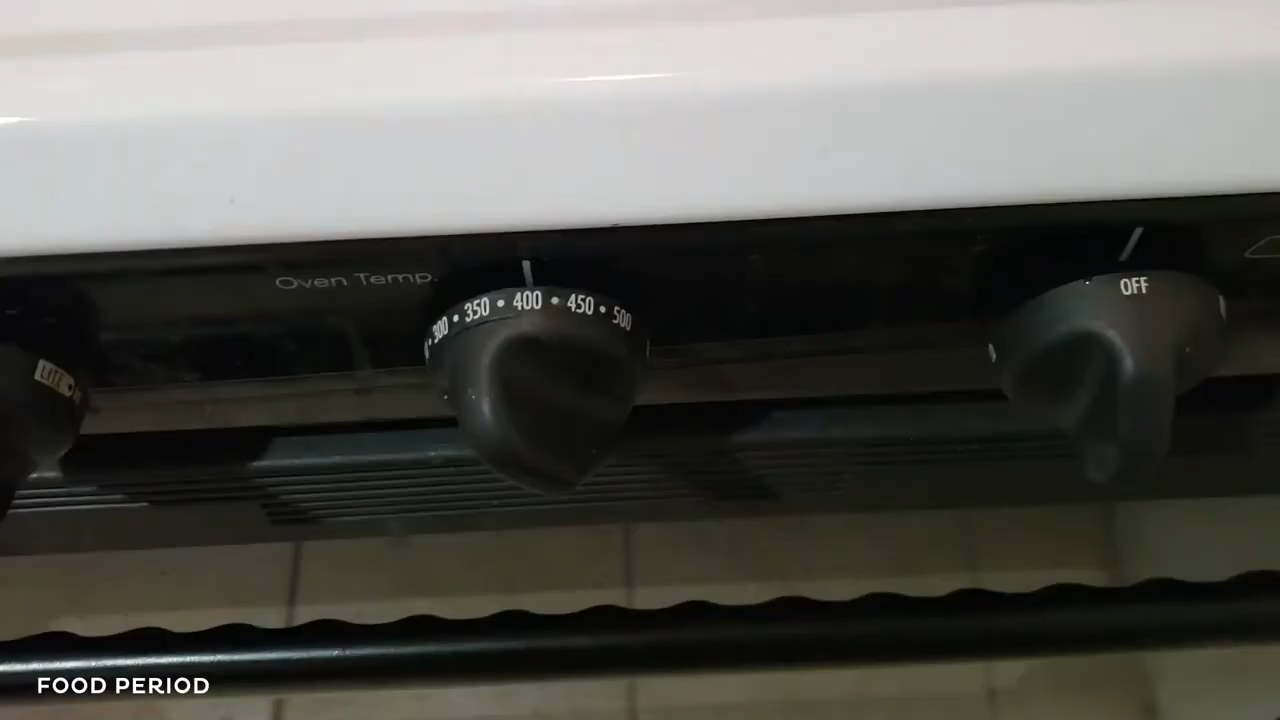 Oven Temp.
300 • 350 • 400 • 450 • 500
OFF
LITE
FOOD PERIOD